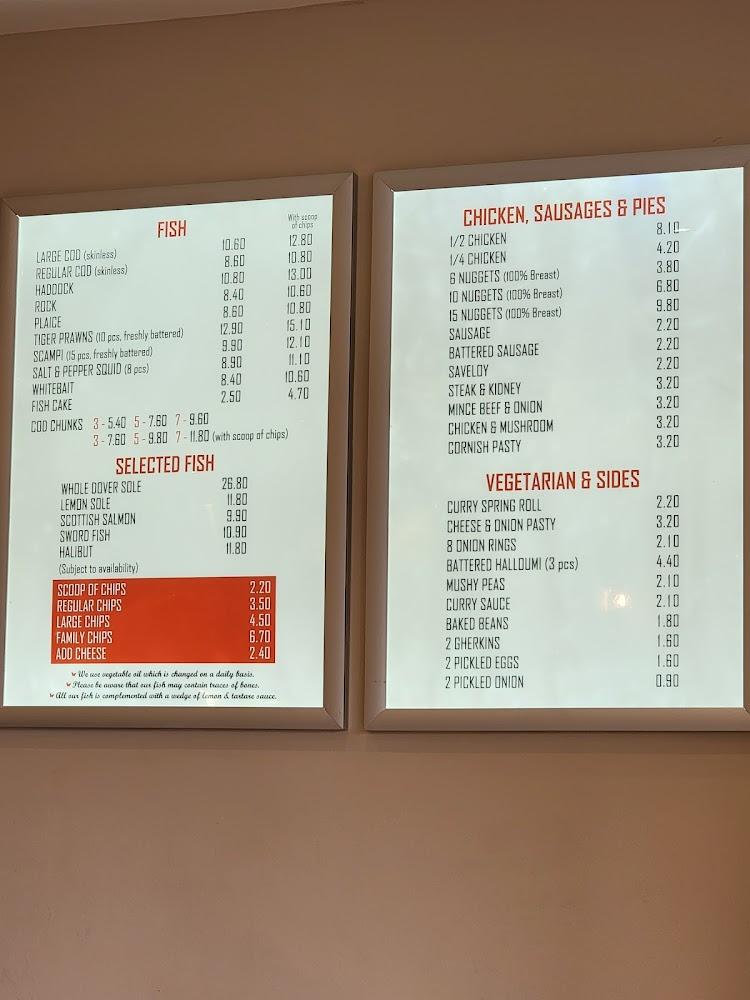 FISH
With scoop
of chips
LARGE COD (skinless) 10.60 12.80
REGULAR COD (skinless) 8.60 10.80
HADDOCK 10.80 13.00
ROCK 8.40 10.60
PLAICE 8.60 10.80
TIGER PRAWNS (10 pcs, freshly battered) 12.90 15.10
SCAMPI (15 pcs, freshly battered) 9.90 12.10
SALT & PEPPER SQUID (8 pcs) 8.90 11.10
WHITEBAIT 8.40 10.60
FISH CAKE 2.50 4.70
COD CHUNKS 3 - 5.40 5 - 7.60 7 - 9.60
3 - 7.60 5 - 9.80 7 - 11.80 (with scoop of chips)
SELECTED FISH
WHOLE DOVER SOLE 26.80
LEMON SOLE 11.80
SCOTTISH SALMON 9.90
SWORD FISH 10.90
HALIBUT 11.80
(Subject to availability)
SCOOP OF CHIPS 2.20
REGULAR CHIPS 3.50
LARGE CHIPS 4.50
FAMILY CHIPS 6.70
ADD CHEESE 2.40
We use vegetable oil which is changed on a daily basis.
Please be aware that our fish may contain traces of bones.
All our fish is complemented with a wedge of lemon & tartare sauce.
CHICKEN, SAUSAGES & PIES
1/2 CHICKEN 8.10
1/4 CHICKEN 4.20
6 NUGGETS (100% Breast) 3.80
10 NUGGETS (100% Breast) 6.80
15 NUGGETS (100% Breast) 9.80
SAUSAGE 2.20
BATTERED SAUSAGE 2.20
SAVELOY 2.20
STEAK & KIDNEY 3.20
MINCE BEEF & ONION 3.20
CHICKEN & MUSHROOM 3.20
CORNISH PASTY 3.20
VEGETARIAN & SIDES
CURRY SPRING ROLL 2.20
CHEESE & ONION PASTY 3.20
8 ONION RINGS 2.10
BATTERED HALLOUMI (3 pcs) 4.40
MUSHY PEAS 2.10
CURRY SAUCE 2.10
BAKED BEANS 1.80
2 GHERKINS 1.60
2 PICKLED EGGS 1.60
2 PICKLED ONION 0.90